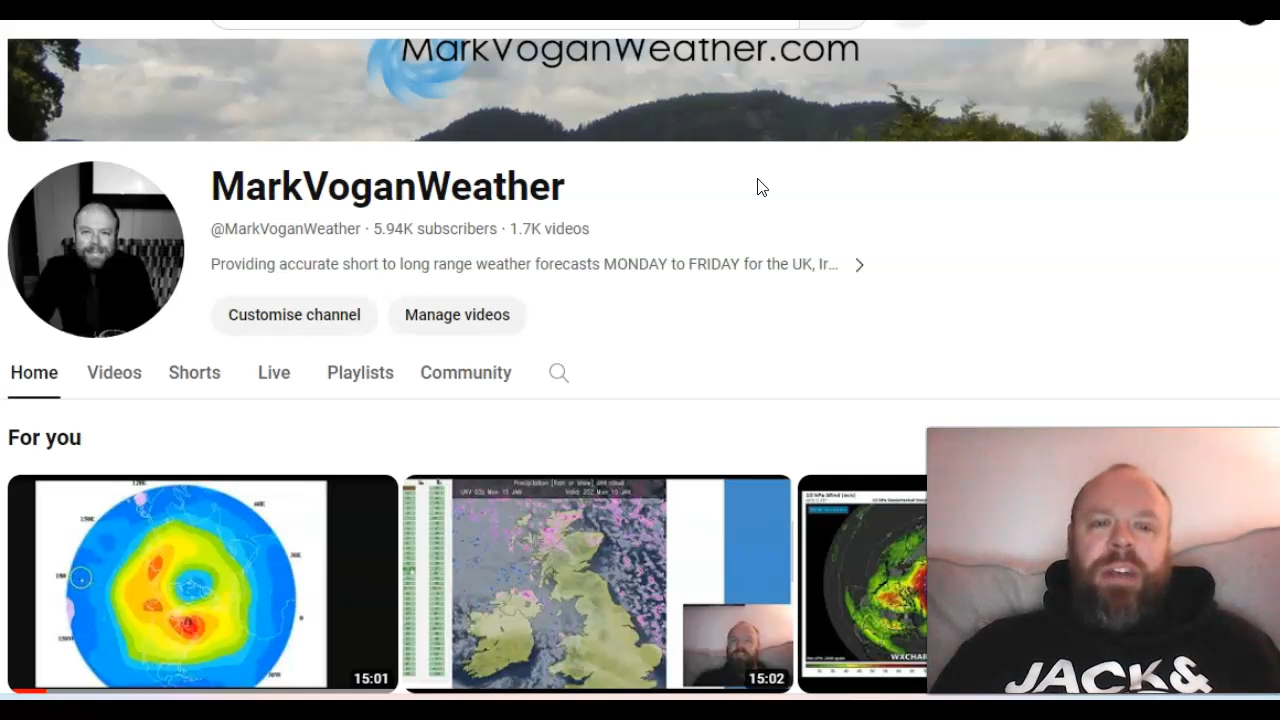 MarkVoganWeather.com
MarkVoganWeather
@MarkVoganWeather · 5.94K subscribers · 1.7K videos
Providing accurate short to long range weather forecasts MONDAY to FRIDAY for the UK, Ir...
Customise channel
Manage videos
Home
Videos
Shorts
Live
Playlists
Community
For you
15:01
15:02
WXCHAR
JACK&